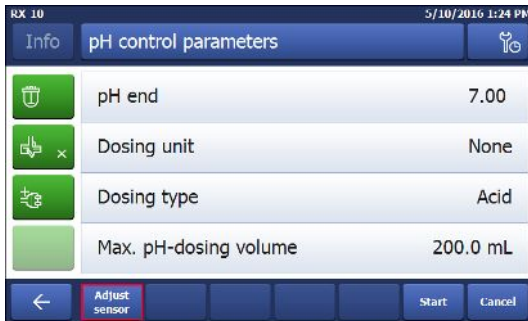 RX 10 5/10/2016 1:24 PM
Info pH control parameters
pH end 7.00
Dosing unit None
Dosing type Acid
Max. pH-dosing volume 200.0 mL
Adjust
sensor
Start Cancel